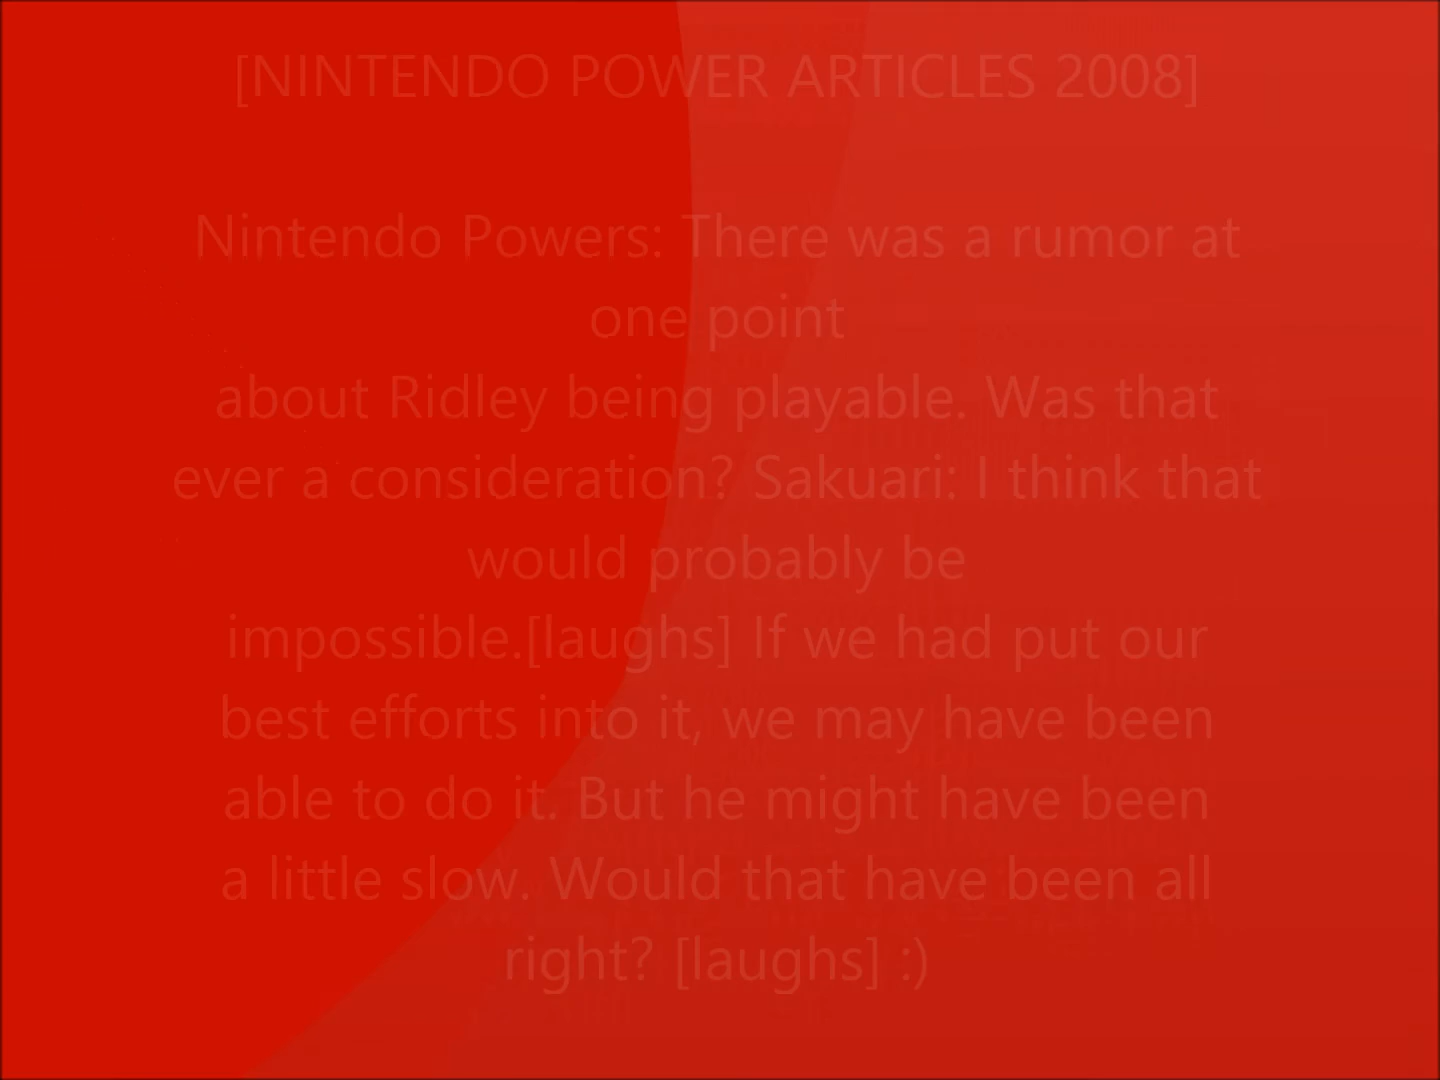 [NINTENDO POWER ARTICLES 2008]
Nintendo Powers: There was a rumor at
one point
about Ridley being playable. Was that
ever a consideration? Sakuari: I think that
would probably be
impossible.[laughs] If we had put our
best efforts into it, we may have been
able to do it. But he might have been
a little slow. Would that have been all
right? [laughs] :)